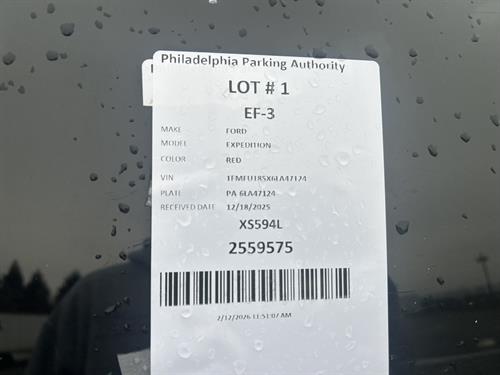 Philadelphia Parking Authority
LOT # 1
EF-3
MAKE FORD
MODEL EXPEDITION
COLOR RED
VIN 1FMFU185X6LA47124
PLATE PA 6LA47124
RECEIVED DATE 12/18/2025
XS594L
2559575
2/12/2026 11:51:07 AM